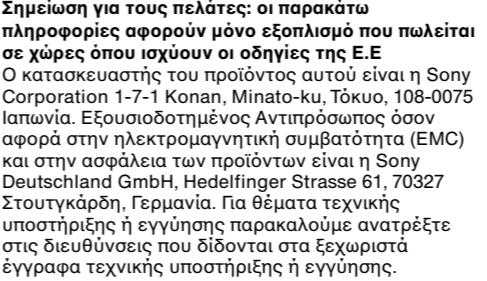 Σημείωση για τους πελάτες: οι παρακάτω
πληροφορίες αφορούν μόνο εξοπλισμό που πωλείται
σε χώρες όπου ισχύουν οι οδηγίες της Ε.Ε
Ο κατασκευαστής του προϊόντος αυτού είναι η Sony
Corporation 1-7-1 Konan, Minato-ku, Τόκυο, 108-0075
Ιαπωνία. Εξουσιοδοτημένος Αντιπρόσωπος όσον
αφορά στην ηλεκτρομαγνητική συμβατότητα (EMC)
και στην ασφάλεια των προϊόντων είναι η Sony
Deutschland GmbH, Hedelfinger Strasse 61, 70327
Στουτγκάρδη, Γερμανία. Για θέματα τεχνικής
υποστήριξης ή εγγύησης παρακαλούμε ανατρέξτε
στις διευθύνσεις που δίδονται στα ξεχωριστά
έγγραφα τεχνικής υποστήριξης ή εγγύησης.